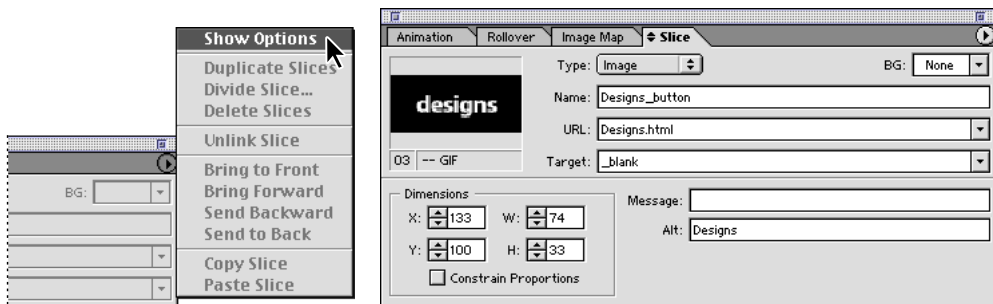 Show Options
Duplicate Slices
Divide Slice...
Delete Slices
Unlink Slice
Bring to Front
Bring Forward
Send Backward
Send to Back
Copy Slice
Paste Slice
BG:
Animation Rollover Image Map Slice
Type: Image BG: None
designs
Name: Designs_button
URL: Designs.html
03 -- GIF Target: _blank
Dimensions
X: 133 W: 74
Y: 100 H: 33
Constrain Proportions
Message:
Alt: Designs